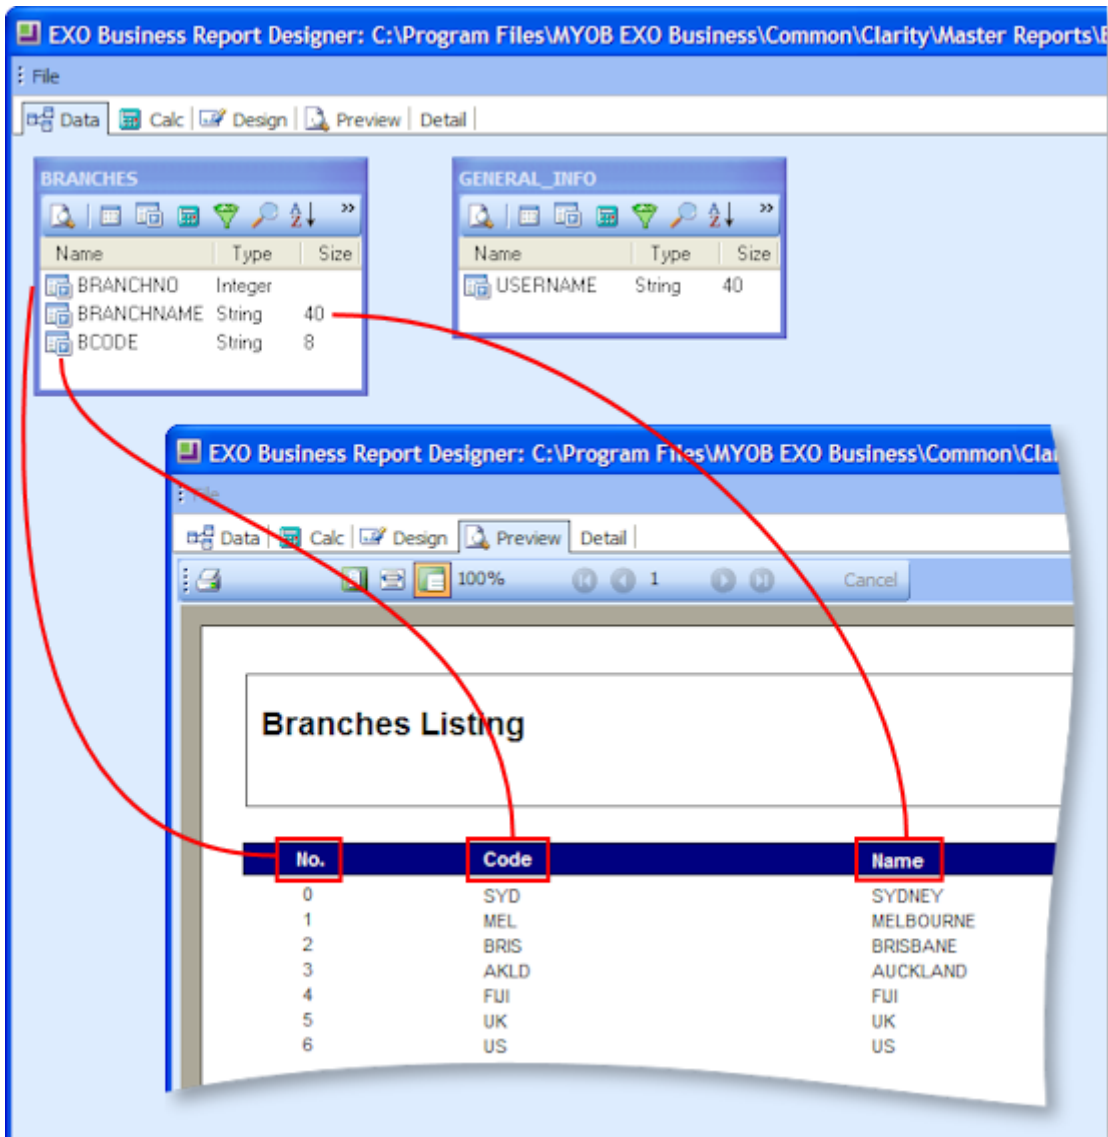 EXO Business Report Designer: C:\Program Files\MYOB EXO Business\Common\Clarity\Master Reports\
File
Data Calc Design Preview Detail
BRANCHES GENERAL_INFO
Name Type Size Name Type Size
BRANCHNO Integer USERNAME String 40
BRANCHNAME String 40
BCODE String 8
EXO Business Report Designer: C:\Program Files\MYOB EXO Business\Common\Cla
File
Data Calc Design Preview Detail
100% 1 Cancel
Branches Listing
No. Code Name
0 SYD SYDNEY
1 MEL MELBOURNE
2 BRIS BRISBANE
3 AKLD AUCKLAND
4 FIJI FIJI
5 UK UK
6 US US